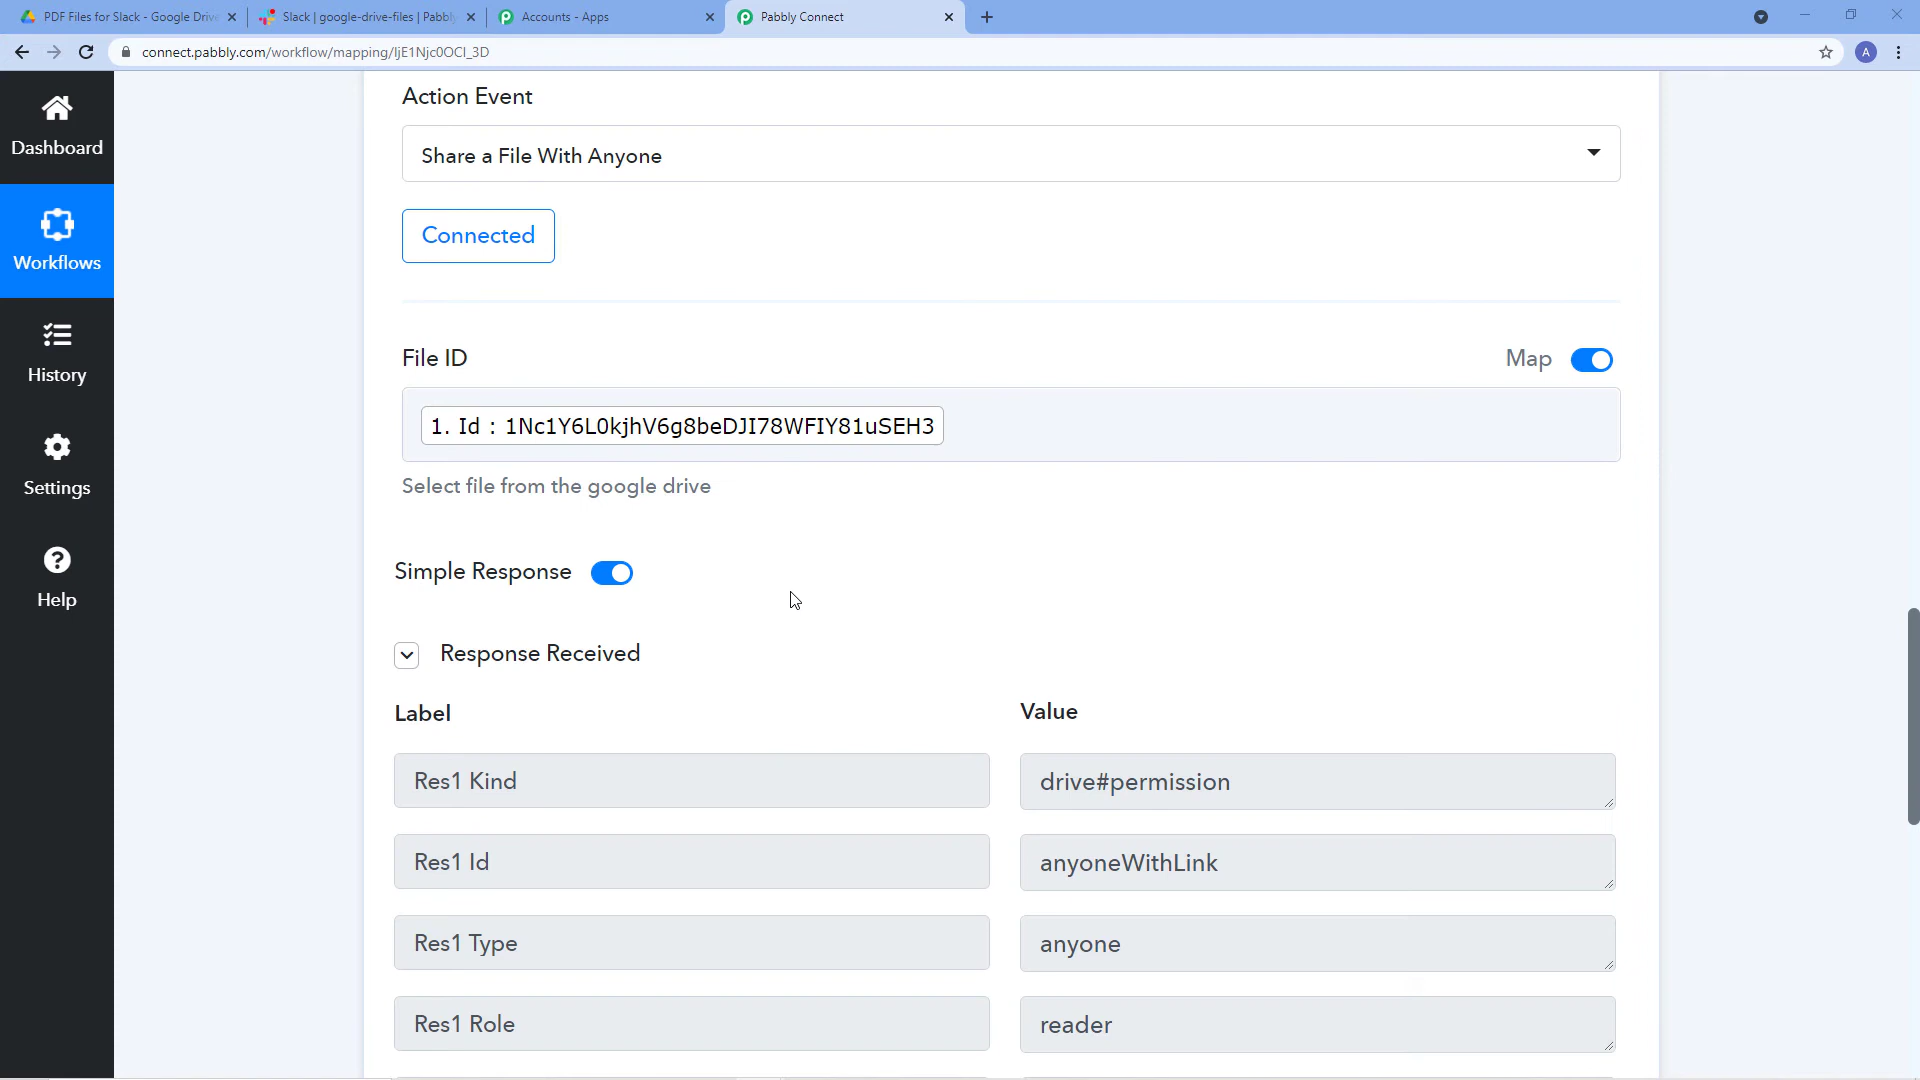 PDF Files for Slack - Google Drive
Slack | google-drive-files | Pabbly
Accounts - Apps
Pabbly Connect
connect.pabbly.com/workflow/mapping/IjE1Njc0OCI_3D
A
Dashboard
Workflows
History
Settings
Help
Action Event
Share a File With Anyone
Connected
File ID
Map
1. Id : 1Nc1Y6L0kjhV6g8beDJI78WFIY81uSEH3
Select file from the google drive
Simple Response
Response Received
Label
Value
Res1 Kind
drive#permission
Res1 Id
anyoneWithLink
Res1 Type
anyone
Res1 Role
reader